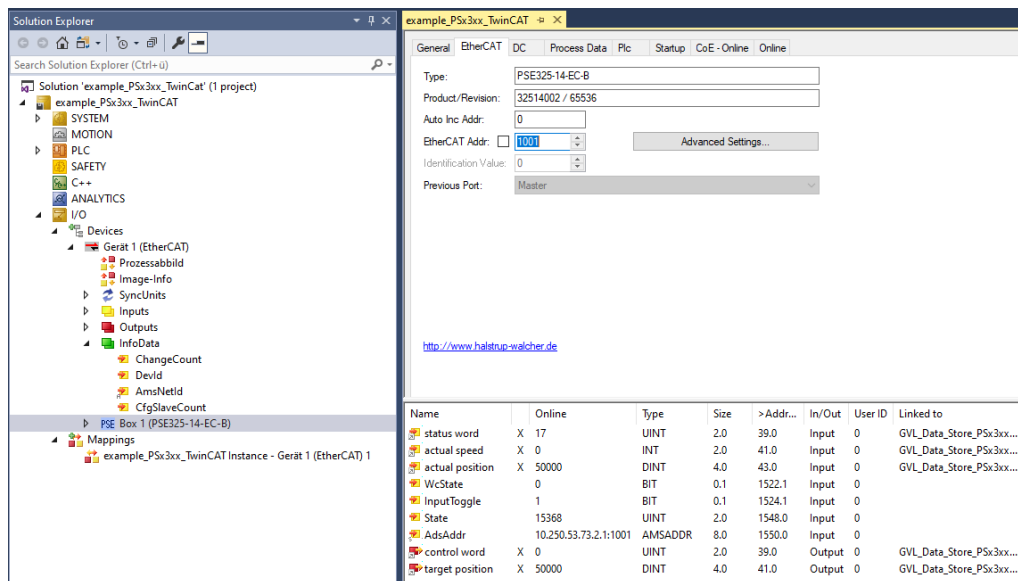 Solution Explorer
Search Solution Explorer (Ctrl+ü)
Solution 'example_PSx3xx_TwinCat' (1 project)
example_PSx3xx_TwinCAT
SYSTEM
MOTION
PLC
SAFETY
C++
ANALYTICS
I/O
Devices
Gerät 1 (EtherCAT)
Prozessabbild
Image-Info
SyncUnits
Inputs
Outputs
InfoData
ChangeCount
DevId
AmsNetId
CfgSlaveCount
PSE Box 1 (PSE325-14-EC-B)
Mappings
example_PSx3xx_TwinCAT Instance - Gerät 1 (EtherCAT) 1
example_PSx3xx_TwinCAT
General EtherCAT DC Process Data Plc Startup CoE - Online Online
Type: PSE325-14-EC-B
Product/Revision: 32514002 / 65536
Auto Inc Addr: 0
EtherCAT Addr: 1001 Advanced Settings...
Identification Value: 0
Previous Port: Master
http://www.halstrup-walcher.de
Name Online Type Size >Addr... In/Out User ID Linked to
status word X 17 UINT 2.0 39.0 Input 0 GVL_Data_Store_PSx3xx...
actual speed X 0 INT 2.0 41.0 Input 0 GVL_Data_Store_PSx3xx...
actual position X 50000 DINT 4.0 43.0 Input 0 GVL_Data_Store_PSx3xx...
WcState 0 BIT 0.1 1522.1 Input 0
InputToggle 1 BIT 0.1 1524.1 Input 0
State 15368 UINT 2.0 1548.0 Input 0
AdsAddr 10.250.53.73.2.1:1001 AMSADDR 8.0 1550.0 Input 0
control word X 0 UINT 2.0 39.0 Output 0 GVL_Data_Store_PSx3xx...
target position X 50000 DINT 4.0 41.0 Output 0 GVL_Data_Store_PSx3xx...